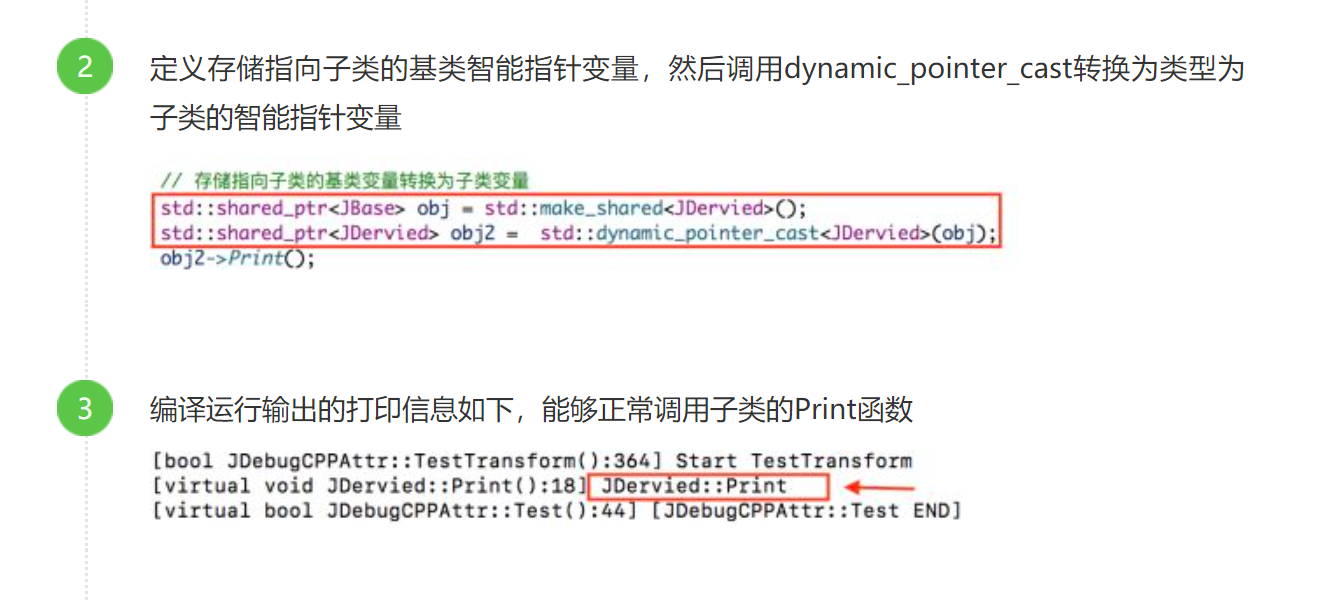 2
定义存储指向子类的基类智能指针变量，然后调用dynamic_pointer_cast转换为类型为
子类的智能指针变量
// 存储指向子类的基类变量转换为子类变量
std::shared_ptr<JBase> obj = std::make_shared<JDervied>();
std::shared_ptr<JDervied> obj2 =  std::dynamic_pointer_cast<JDervied>(obj);
obj2->Print();
3
编译运行输出的打印信息如下，能够正常调用子类的Print函数
[bool JDebugCPPAttr::TestTransform():364] Start TestTransform
[virtual void JDervied::Print():18] JDervied::Print
[virtual bool JDebugCPPAttr::Test():44] [JDebugCPPAttr::Test END]